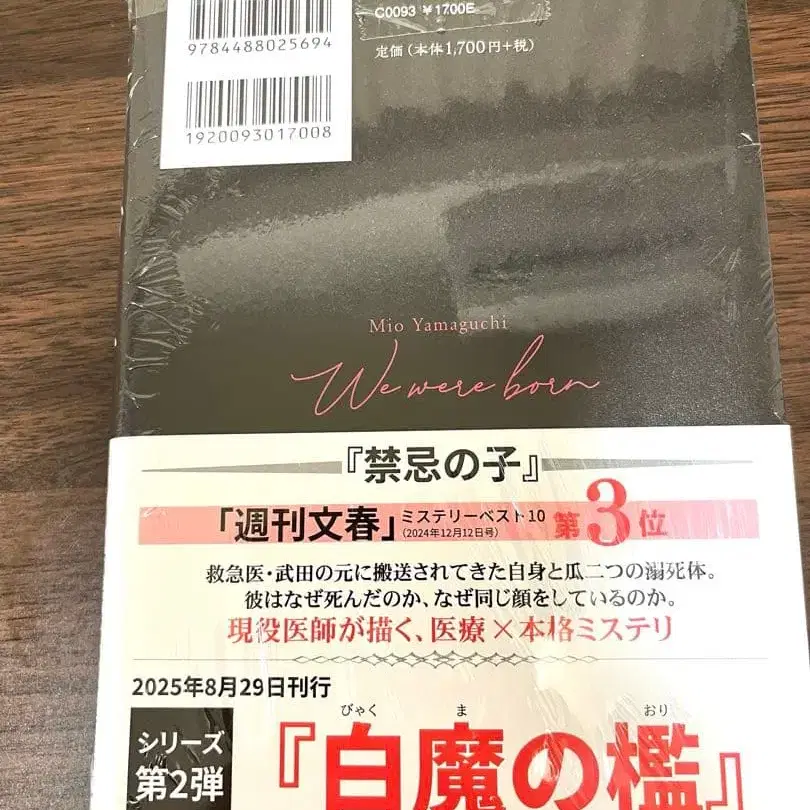 9784488025694
C0093 ¥1700E
定価(本体1,700円+税)
1920093017008
Mio Yamaguchi
We were born
『禁忌の子』
「週刊文春」ミステリーベスト10 第3位
(2024年12月12日号)
救急医・武田の元に搬送されてきた自身と瓜二つの溺死体。
彼はなぜ死んだのか、なぜ同じ顔をしているのか。
現役医師が描く、医療×本格ミステリ
2025年8月29日刊行
シリーズ
第2弾
びゃく ま おり
『白魔の檻』